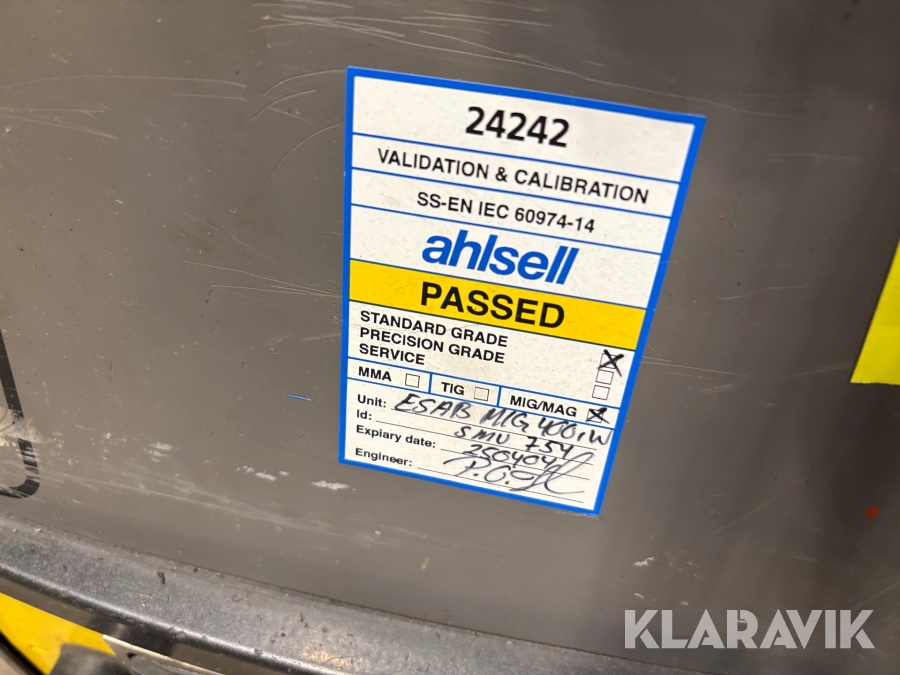 24242
VALIDATION & CALIBRATION
SS-EN IEC 60974-14
ahlsell
PASSED
STANDARD GRADE
PRECISION GRADE
SERVICE
MMA TIG MIG/MAG
Unit: ESAB MIG 400iW
Id: SMU 754
Expiary date: 250404
Engineer:
KLARAVIK